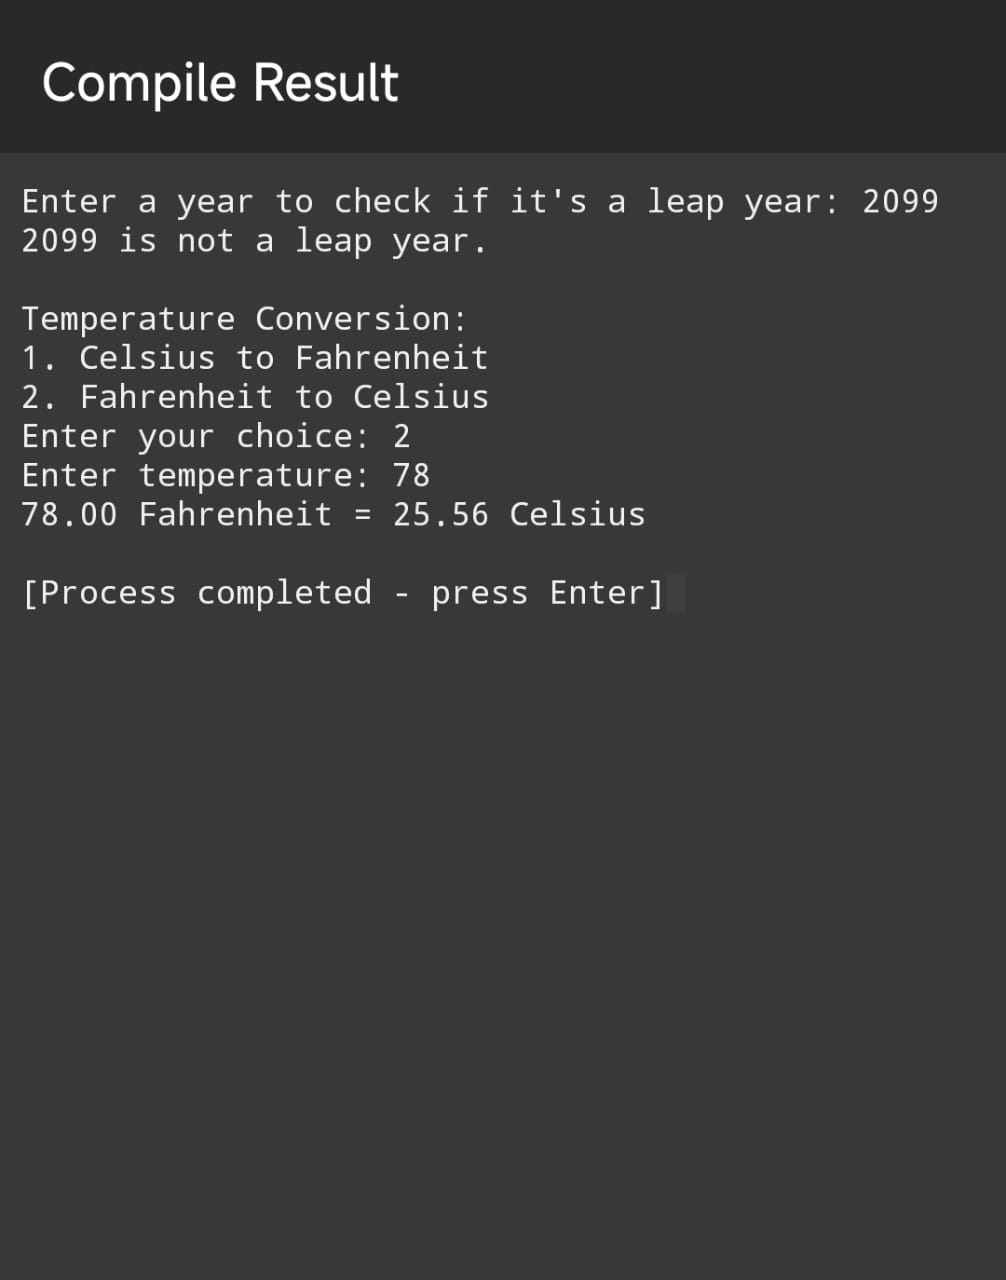 Compile Result
Enter a year to check if it's a leap year: 2099
2099 is not a leap year.
Temperature Conversion:
1. Celsius to Fahrenheit
2. Fahrenheit to Celsius
Enter your choice: 2
Enter temperature: 78
78.00 Fahrenheit = 25.56 Celsius
[Process completed - press Enter]